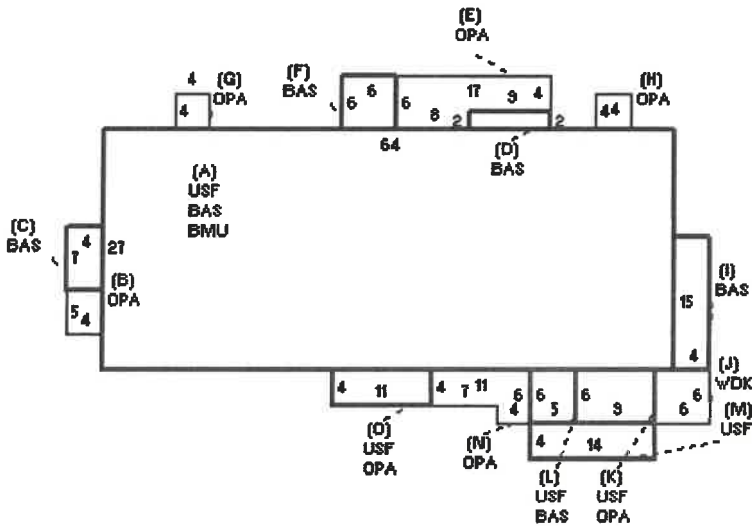 (E)
OPA
4
(G)
OPA
(F)
BAS
(H)
OPA
4
6 6
6
17
9 4
8
2
2
44
64
(D)
BAS
(A)
USF
BAS
BMU
(C)
BAS
4
7
27
(B)
OPA
5
4
(I)
BAS
15
4
(J)
WDK
(M)
USF
4 11
4 7 11
6
4
6
5
6
9
6
6
4 14
(O)
USF
OPA
(N)
OPA
(L)
USF
BAS
(K)
USF
OPA